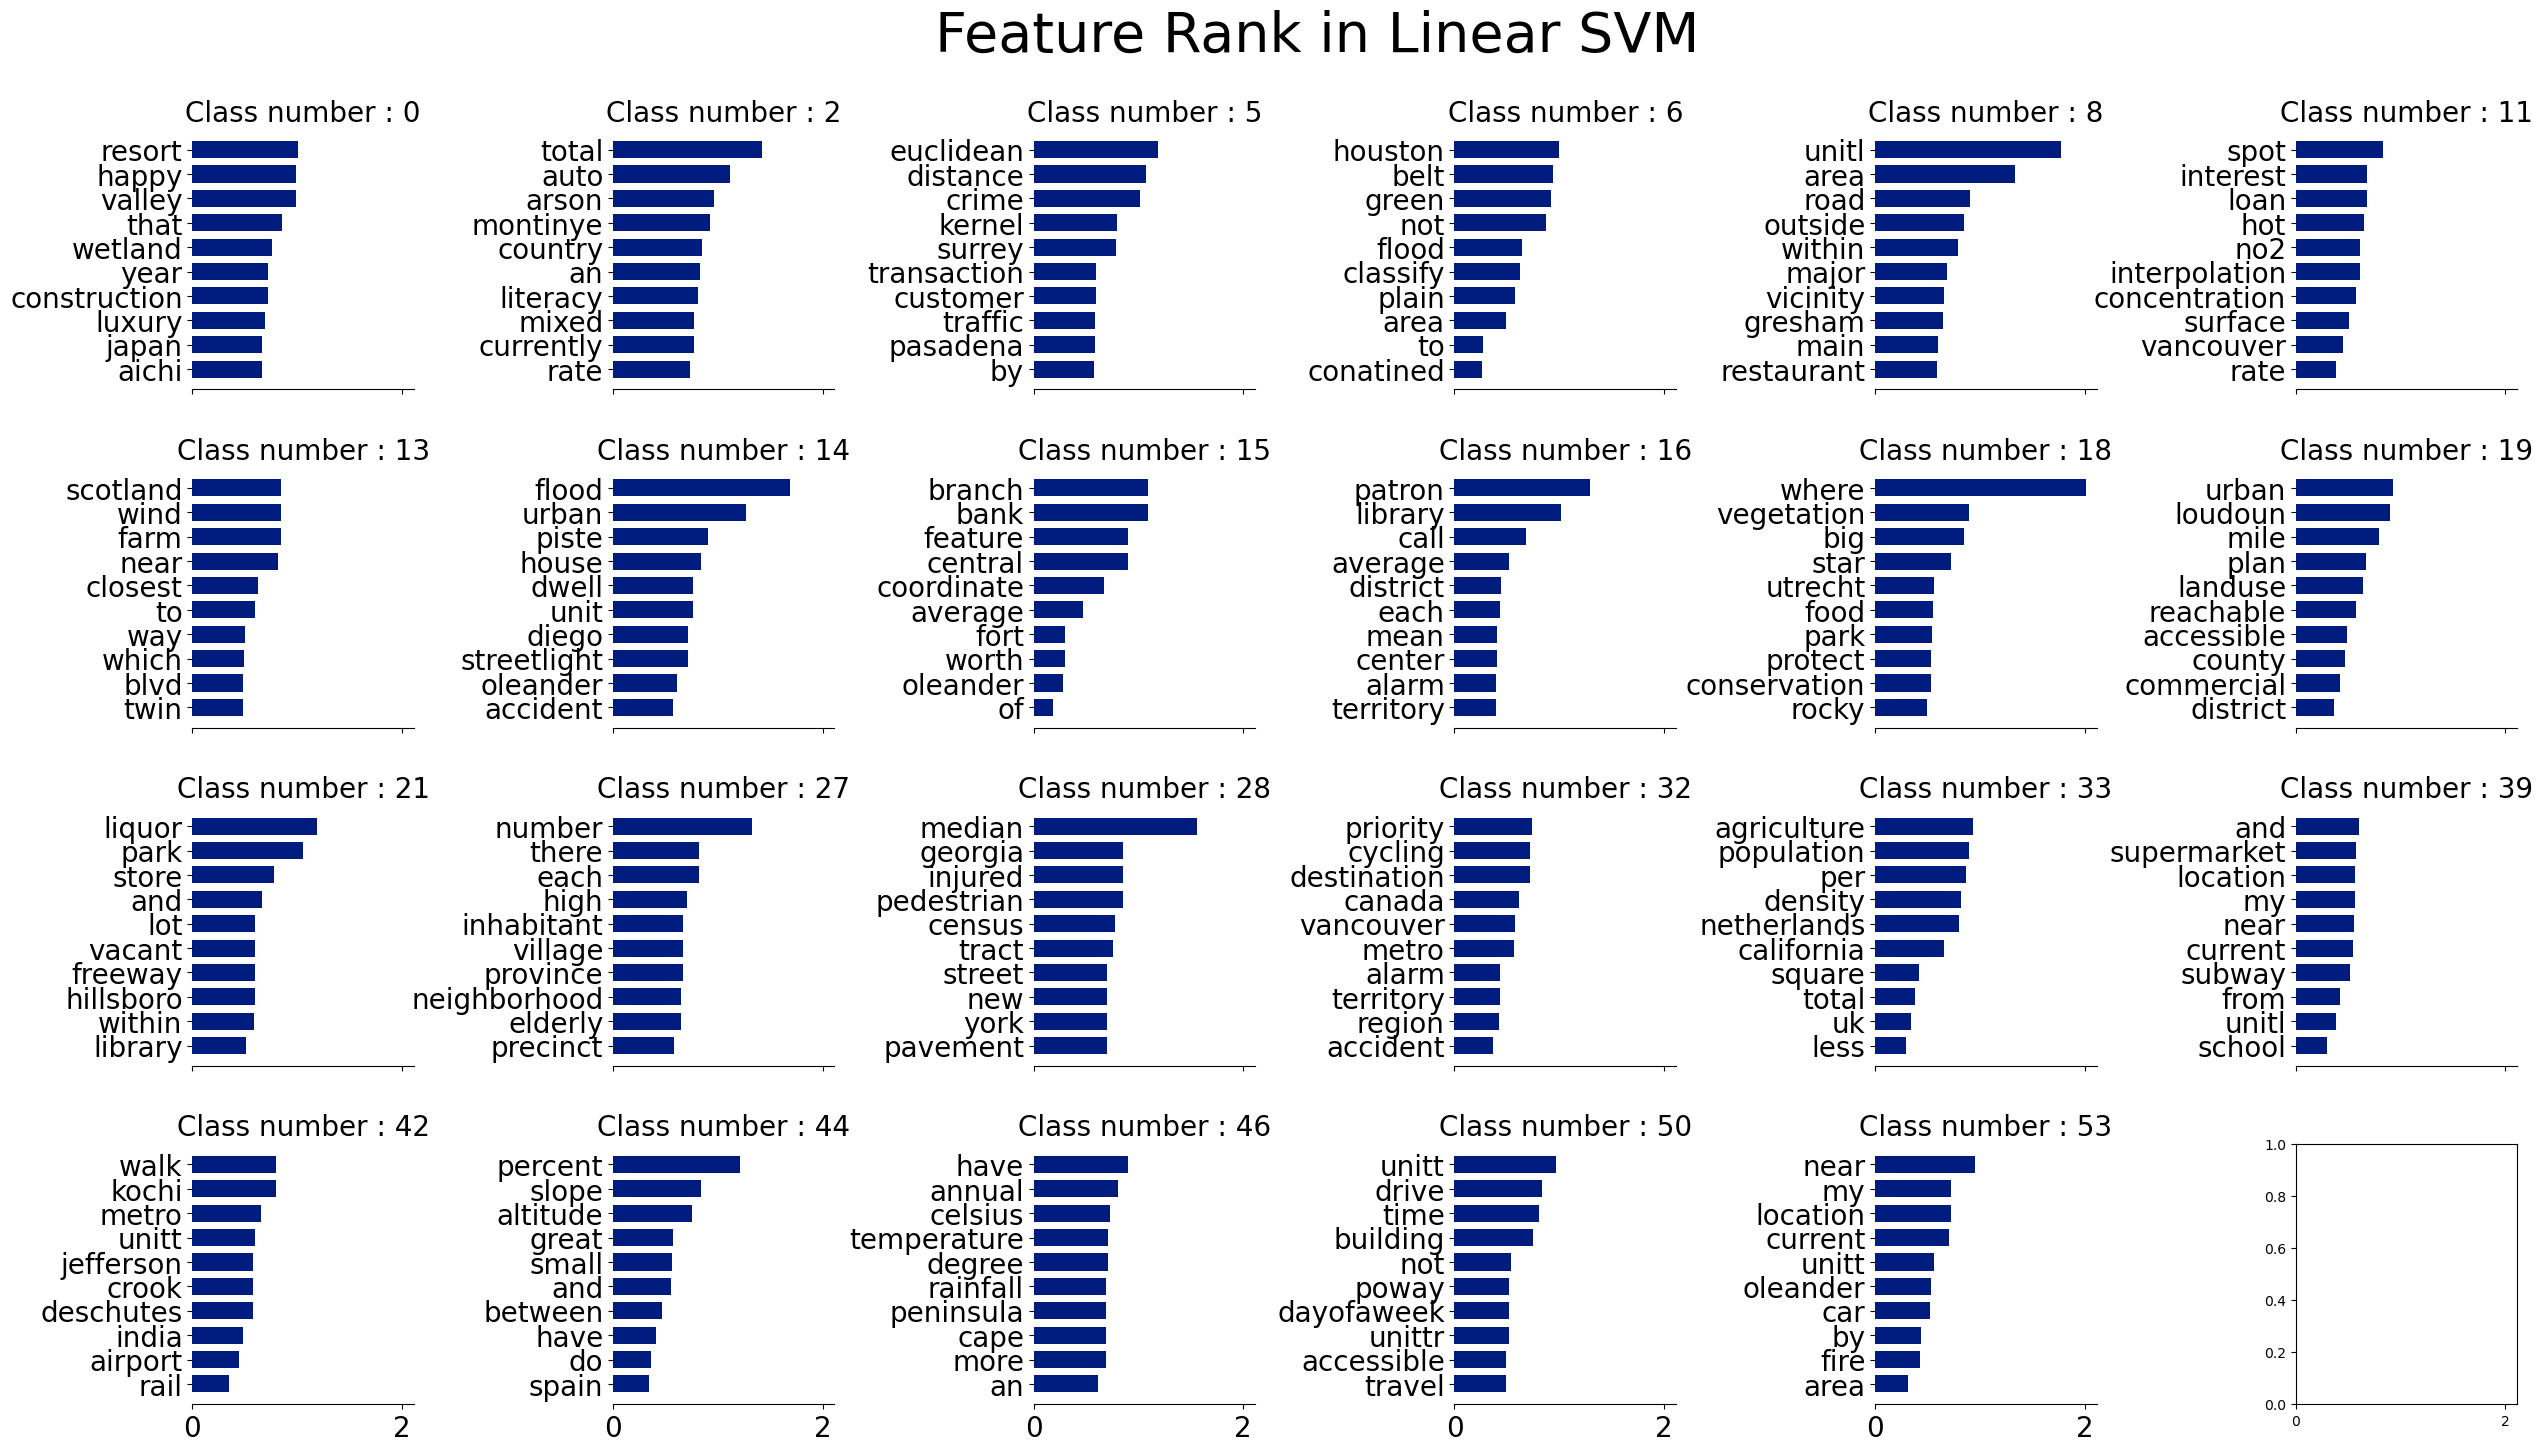 Feature Rank in Linear SVM
Class number : 0
resort
happy
valley
that
wetland
year
construction
luxury
japan
aichi
Class number : 2
total
auto
arson
montinye
country
an
literacy
mixed
currently
rate
Class number : 5
euclidean
distance
crime
kernel
surrey
transaction
customer
traffic
pasadena
by
Class number : 6
houston
belt
green
not
flood
classify
plain
area
to
conatined
Class number : 8
unitl
area
road
outside
within
major
vicinity
gresham
main
restaurant
Class number : 11
spot
interest
loan
hot
no2
interpolation
concentration
surface
vancouver
rate
Class number : 13
scotland
wind
farm
near
closest
to
way
which
blvd
twin
Class number : 14
flood
urban
piste
house
dwell
unit
diego
streetlight
oleander
accident
Class number : 15
branch
bank
feature
central
coordinate
average
fort
worth
oleander
of
Class number : 16
patron
library
call
average
district
each
mean
center
alarm
territory
Class number : 18
where
vegetation
big
star
utrecht
food
park
protect
conservation
rocky
Class number : 19
urban
loudoun
mile
plan
landuse
reachable
accessible
county
commercial
district
Class number : 21
liquor
park
store
and
lot
vacant
freeway
hillsboro
within
library
Class number : 27
number
there
each
high
inhabitant
village
province
neighborhood
elderly
precinct
Class number : 28
median
georgia
injured
pedestrian
census
tract
street
new
york
pavement
Class number : 32
priority
cycling
destination
canada
vancouver
metro
alarm
territory
region
accident
Class number : 33
agriculture
population
per
density
netherlands
california
square
total
uk
less
Class number : 39
and
supermarket
location
my
near
current
subway
from
unitl
school
Class number : 42
walk
kochi
metro
unitt
jefferson
crook
deschutes
india
airport
rail
0 2
Class number : 44
percent
slope
altitude
great
small
and
between
have
do
spain
0 2
Class number : 46
have
annual
celsius
temperature
degree
rainfall
peninsula
cape
more
an
0 2
Class number : 50
unitt
drive
time
building
not
poway
dayofaweek
unittr
accessible
travel
0 2
Class number : 53
near
my
location
current
unitt
oleander
car
by
fire
area
0 2
1.0
0.8
0.6
0.4
0.2
0.0
0 2